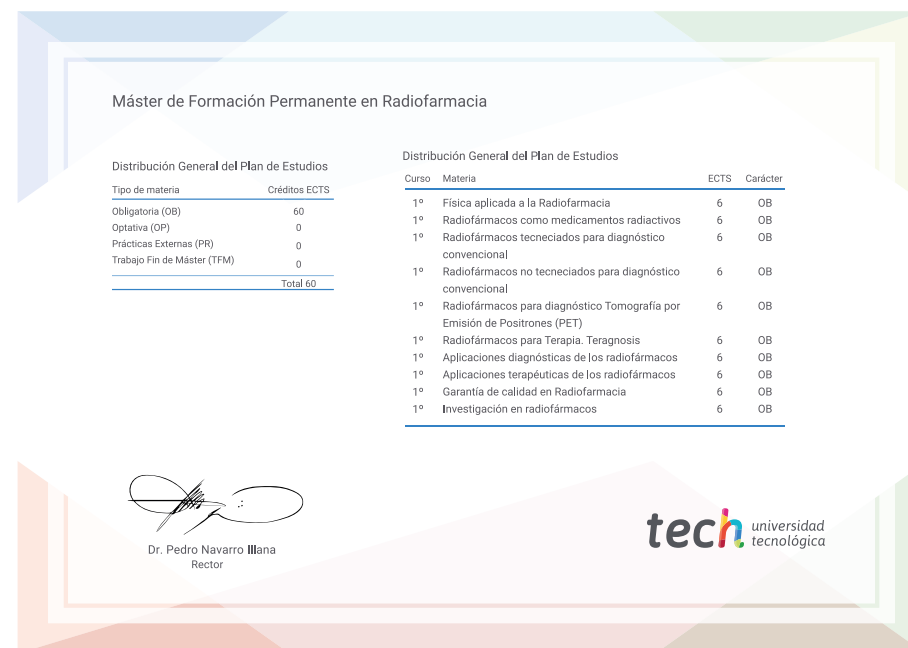 Máster de Formación Permanente en Radiofarmacia
Distribución General del Plan de Estudios
Tipo de materia Créditos ECTS
Obligatoria (OB) 60
Optativa (OP) 0
Prácticas Externas (PR) 0
Trabajo Fin de Máster (TFM) 0
Total 60
Distribución General del Plan de Estudios
Curso Materia ECTS Carácter
1º Física aplicada a la Radiofarmacia 6 OB
1º Radiofármacos como medicamentos radiactivos 6 OB
1º Radiofármacos tecneciados para diagnóstico 6 OB
convencional
1º Radiofármacos no tecneciados para diagnóstico 6 OB
convencional
1º Radiofármacos para diagnóstico Tomografía por 6 OB
Emisión de Positrones (PET)
1º Radiofármacos para Terapia. Teragnosis 6 OB
1º Aplicaciones diagnósticas de los radiofármacos 6 OB
1º Aplicaciones terapéuticas de los radiofármacos 6 OB
1º Garantía de calidad en Radiofarmacia 6 OB
1º Investigación en radiofármacos 6 OB
Dr. Pedro Navarro Illana
Rector
tech universidad
tecnológica